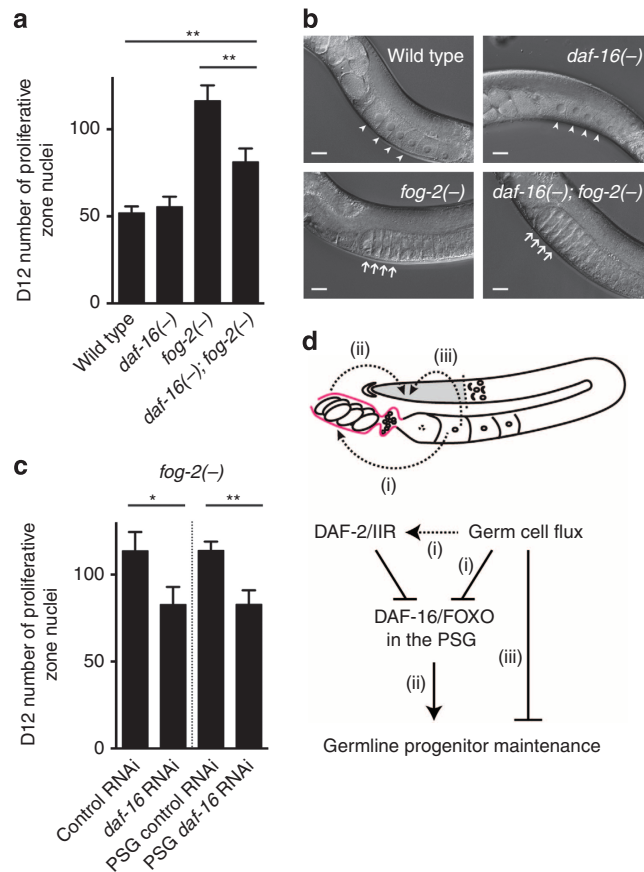 a
**
**
D12 number of proliferative
zone nuclei
100
50
0
Wild type
daf-16(–)
fog-2(–)
daf-16(–); fog-2(–)
b
Wild type
daf-16(–)
fog-2(–)
daf-16(–); fog-2(–)
c
fog-2(–)
*
**
D12 number of proliferative
zone nuclei
100
50
0
Control RNAi
daf-16 RNAi
PSG control RNAi
PSG daf-16 RNAi
d
(ii)
(iii)
(i)
DAF-2/IIR
Germ cell flux
(i)
(i)
DAF-16/FOXO
in the PSG
(ii)
(iii)
Germline progenitor maintenance